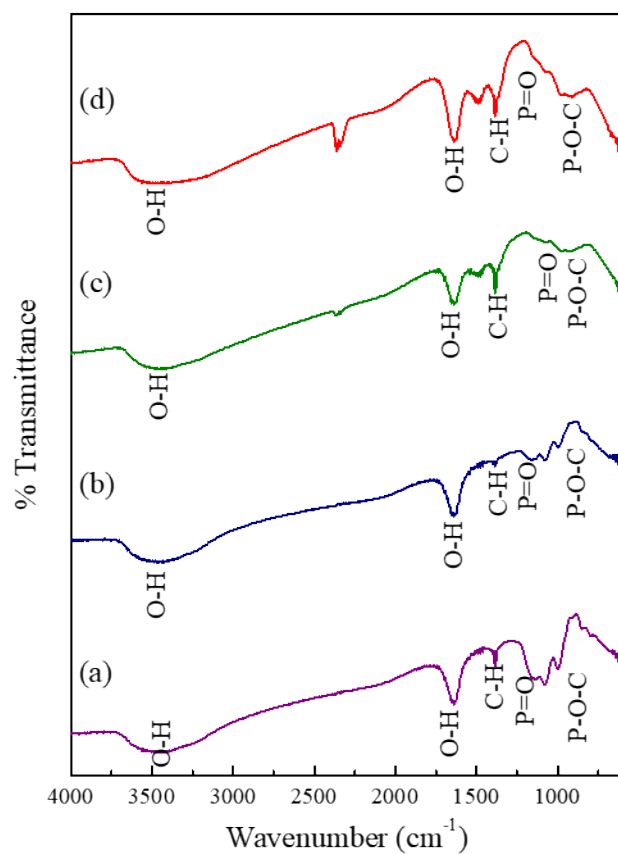 (d)
O-H
O-H
C-H
P=O
P-O-C
(c)
O-H
O-H
C-H
P=O
P-O-C
(b)
O-H
O-H
C-H
P=O
P-O-C
(a)
O-H
O-H
C-H
P=O
P-O-C
% Transmittance
4000 3500 3000 2500 2000 1500 1000
Wavenumber (cm⁻¹)